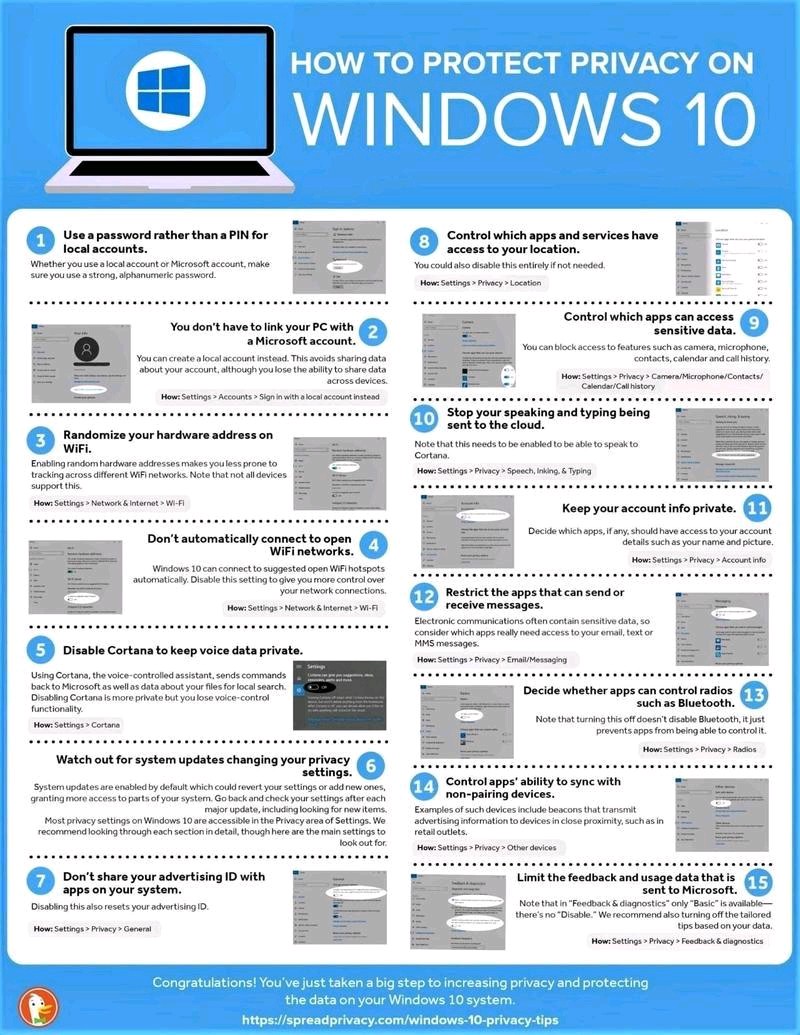 HOW TO PROTECT PRIVACY ON
WINDOWS 10
1
Use a password rather than a PIN for
local accounts.
Whether you use a local account or Microsoft account, make
sure you use a strong, alphanumeric password.
2
You don't have to link your PC with
a Microsoft account.
You can create a local account instead. This avoids sharing data
about your account, although you lose the ability to share data
across devices.
How: Settings > Accounts > Sign in with a local account instead
3
Randomize your hardware address on
WiFi.
Enabling random hardware addresses makes you less prone to
tracking across different WiFi networks. Note that not all devices
support this.
How: Settings > Network & Internet > Wi-Fi
4
Don't automatically connect to open
WiFi networks.
Windows 10 can connect to suggested open WiFi hotspots
automatically. Disable this setting to give you more control over
your network connections.
How: Settings > Network & Internet > Wi-Fi
5
Disable Cortana to keep voice data private.
Using Cortana, the voice-controlled assistant, sends commands
back to Microsoft as well as data about your files for local search.
Disabling Cortana is more private but you lose voice-control
functionality.
How: Settings > Cortana
Settings
6
Watch out for system updates changing your privacy
settings.
System updates are enabled by default which could revert your settings or add new ones,
granting more access to parts of your system. Go back and check your settings after each
major update, including looking for new items.
Most privacy settings on Windows 10 are accessible in the Privacy area of Settings. We
recommend looking through each section in detail, though here are the main settings to
look out for.
7
Don't share your advertising ID with
apps on your system.
Disabling this also resets your advertising ID.
How: Settings > Privacy > General
8
Control which apps and services have
access to your location.
You could also disable this entirely if not needed.
How: Settings > Privacy > Location
9
Control which apps can access
sensitive data.
You can block access to features such as camera, microphone,
contacts, calendar and call history.
How: Settings > Privacy > Camera/Microphone/Contacts/
Calendar/Call history
10
Stop your speaking and typing being
sent to the cloud.
Note that this needs to be enabled to be able to speak to
Cortana.
How: Settings > Privacy > Speech, Inking, & Typing
11
Keep your account info private.
Decide which apps, if any, should have access to your account
details such as your name and picture.
How: Settings > Privacy > Account info
12
Restrict the apps that can send or
receive messages.
Electronic communications often contain sensitive data, so
consider which apps really need access to your email, text or
MMS messages.
How: Settings > Privacy > Email/Messaging
13
Decide whether apps can control radios
such as Bluetooth.
Note that turning this off doesn't disable Bluetooth, it just
prevents apps from being able to control it.
How: Settings > Privacy > Radios
14
Control apps' ability to sync with
non-pairing devices.
Examples of such devices include beacons that transmit
advertising information to devices in close proximity, such as in
retail outlets.
How: Settings > Privacy > Other devices
15
Limit the feedback and usage data that is
sent to Microsoft.
Note that in "Feedback & diagnostics" only "Basic" is available—
there's no "Disable." We recommend also turning off the tailored
tips based on your data.
How: Settings > Privacy > Feedback & diagnostics
Congratulations! You've just taken a big step to increasing privacy and protecting
the data on your Windows 10 system.
https://spreadprivacy.com/windows-10-privacy-tips